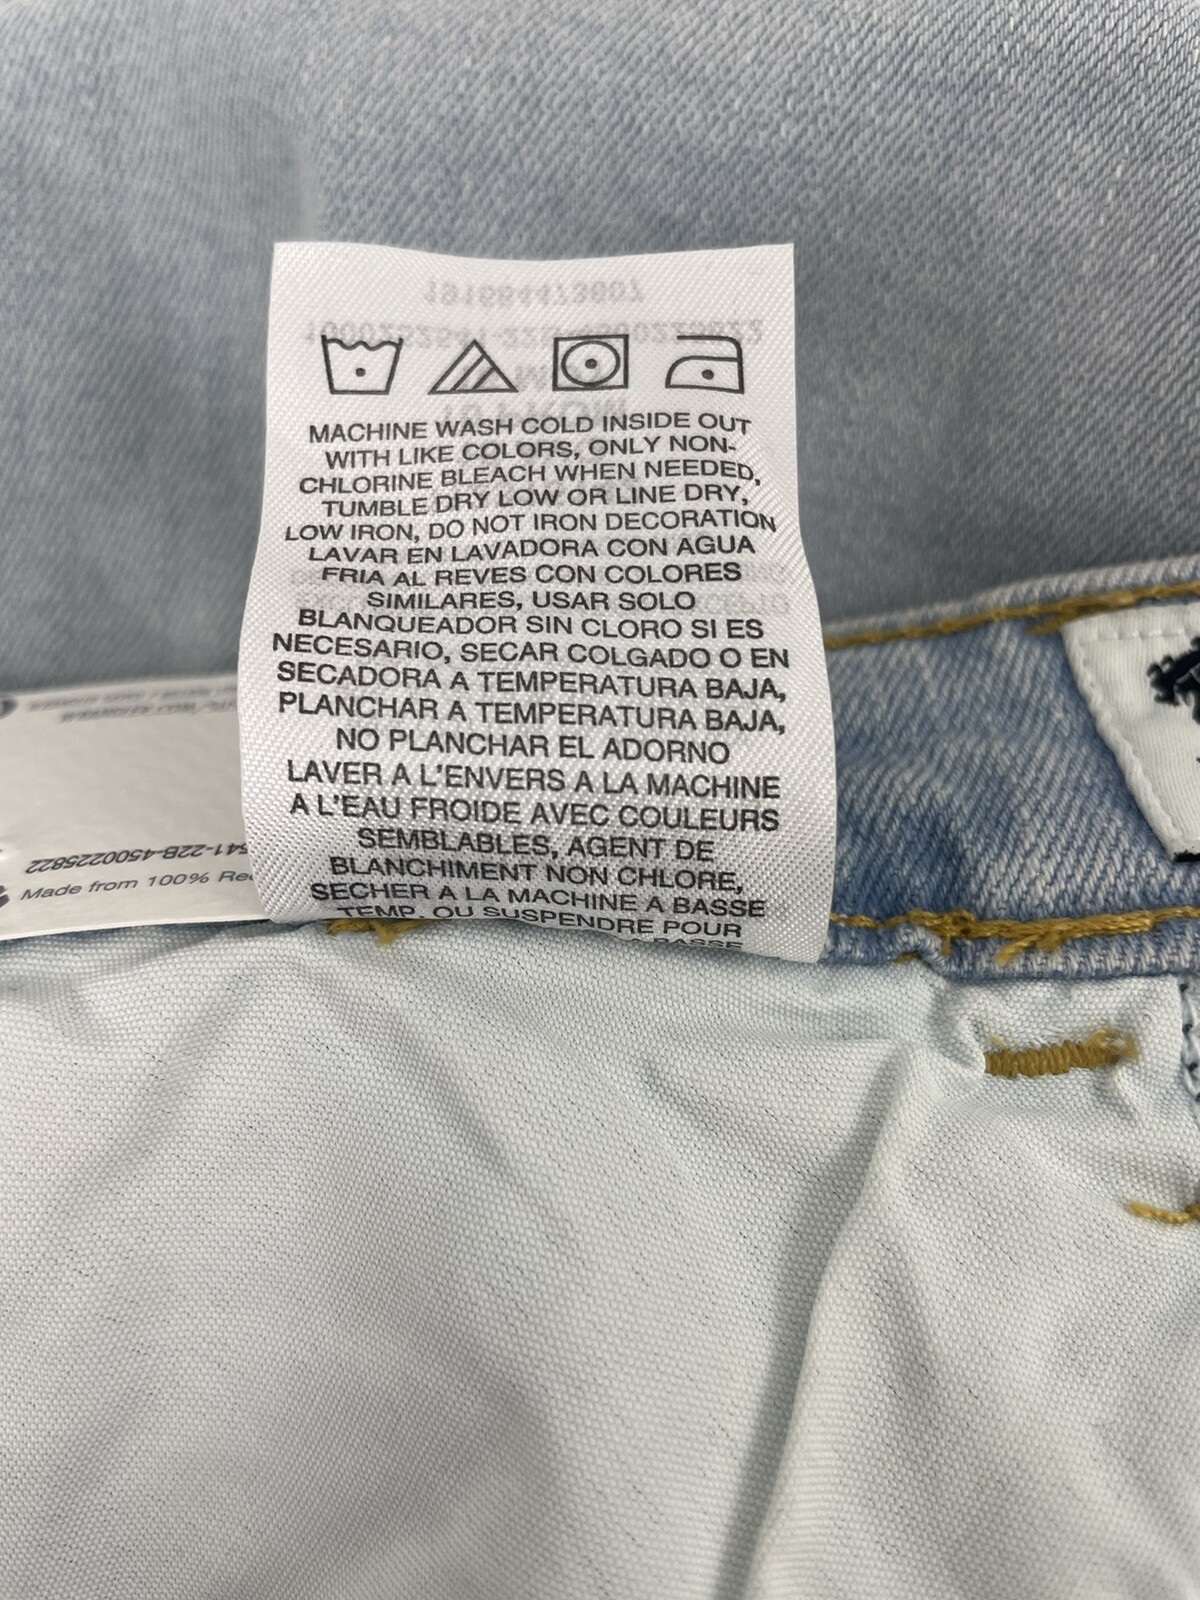 MACHINE WASH COLD INSIDE OUT
WITH LIKE COLORS, ONLY NON-
CHLORINE BLEACH WHEN NEEDED,
TUMBLE DRY LOW OR LINE DRY,
LOW IRON, DO NOT IRON DECORATION
LAVAR EN LAVADORA CON AGUA
FRIA AL REVES CON COLORES
SIMILARES, USAR SOLO
BLANQUEADOR SIN CLORO SI ES
NECESARIO, SECAR COLGADO O EN
SECADORA A TEMPERATURA BAJA,
PLANCHAR A TEMPERATURA BAJA,
NO PLANCHAR EL ADORNO
LAVER A L'ENVERS A LA MACHINE
A L'EAU FROIDE AVEC COULEURS
SEMBLABLES, AGENT DE
BLANCHIMENT NON CHLORE,
SECHER A LA MACHINE A BASSE
TEMP. OU SUSPENDRE POUR
A BASSE
541-22B-4500225822
Made from 100%